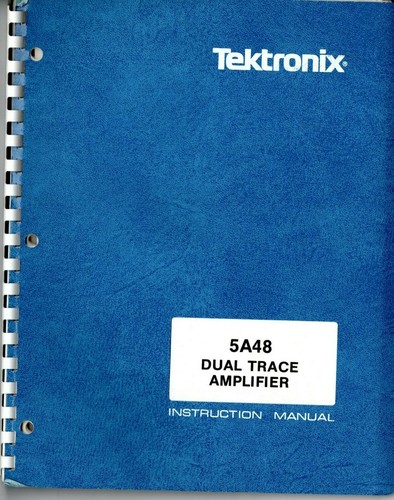 Tektronix®
5A48
DUAL TRACE
AMPLIFIER
INSTRUCTION MANUAL